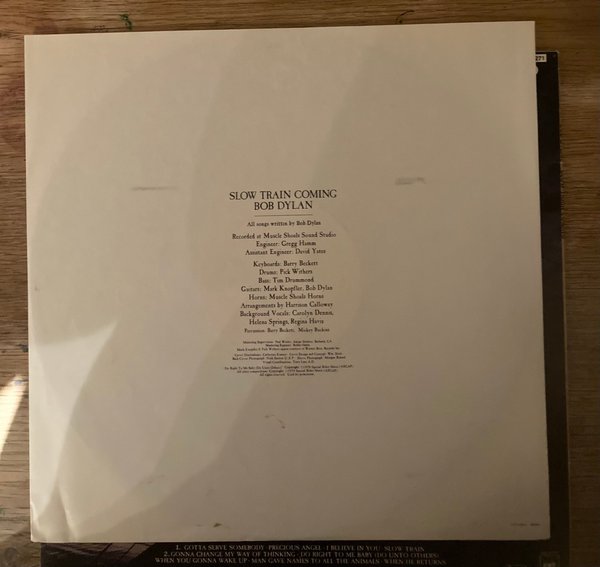 271
SLOW TRAIN COMING
BOB DYLAN
All songs written by Bob Dylan
Recorded at Muscle Shoals Sound Studio
Engineer: Gregg Hamm
Assistant Engineer: David Yates
Keyboards: Barry Beckett
Drums: Pick Withers
Bass: Tim Drummond
Guitars: Mark Knopfler, Bob Dylan
Horns: Muscle Shoals Horns
Arrangements by Harrison Calloway
Background Vocals: Carolyn Dennis,
Helena Springs, Regina Havis
Percussion: Barry Beckett, Mickey Buckins
1. GOTTA SERVE SOMEBODY · PRECIOUS ANGEL · I BELIEVE IN YOU · SLOW TRAIN
2. GONNA CHANGE MY WAY OF THINKING · DO RIGHT TO ME BABY (DO UNTO OTHERS)
WHEN YOU GONNA WAKE UP · MAN GAVE NAMES TO ALL THE ANIMALS · WHEN HE RETURNS